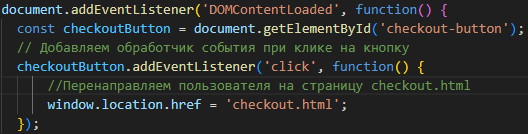 document.addEventListener('DOMContentLoaded', function() {
const checkoutButton = document.getElementById('checkout-button');
// Добавляем обработчик события при клике на кнопку
checkoutButton.addEventListener('click', function() {
//Перенаправляем пользователя на страницу checkout.html
window.location.href = 'checkout.html';
});